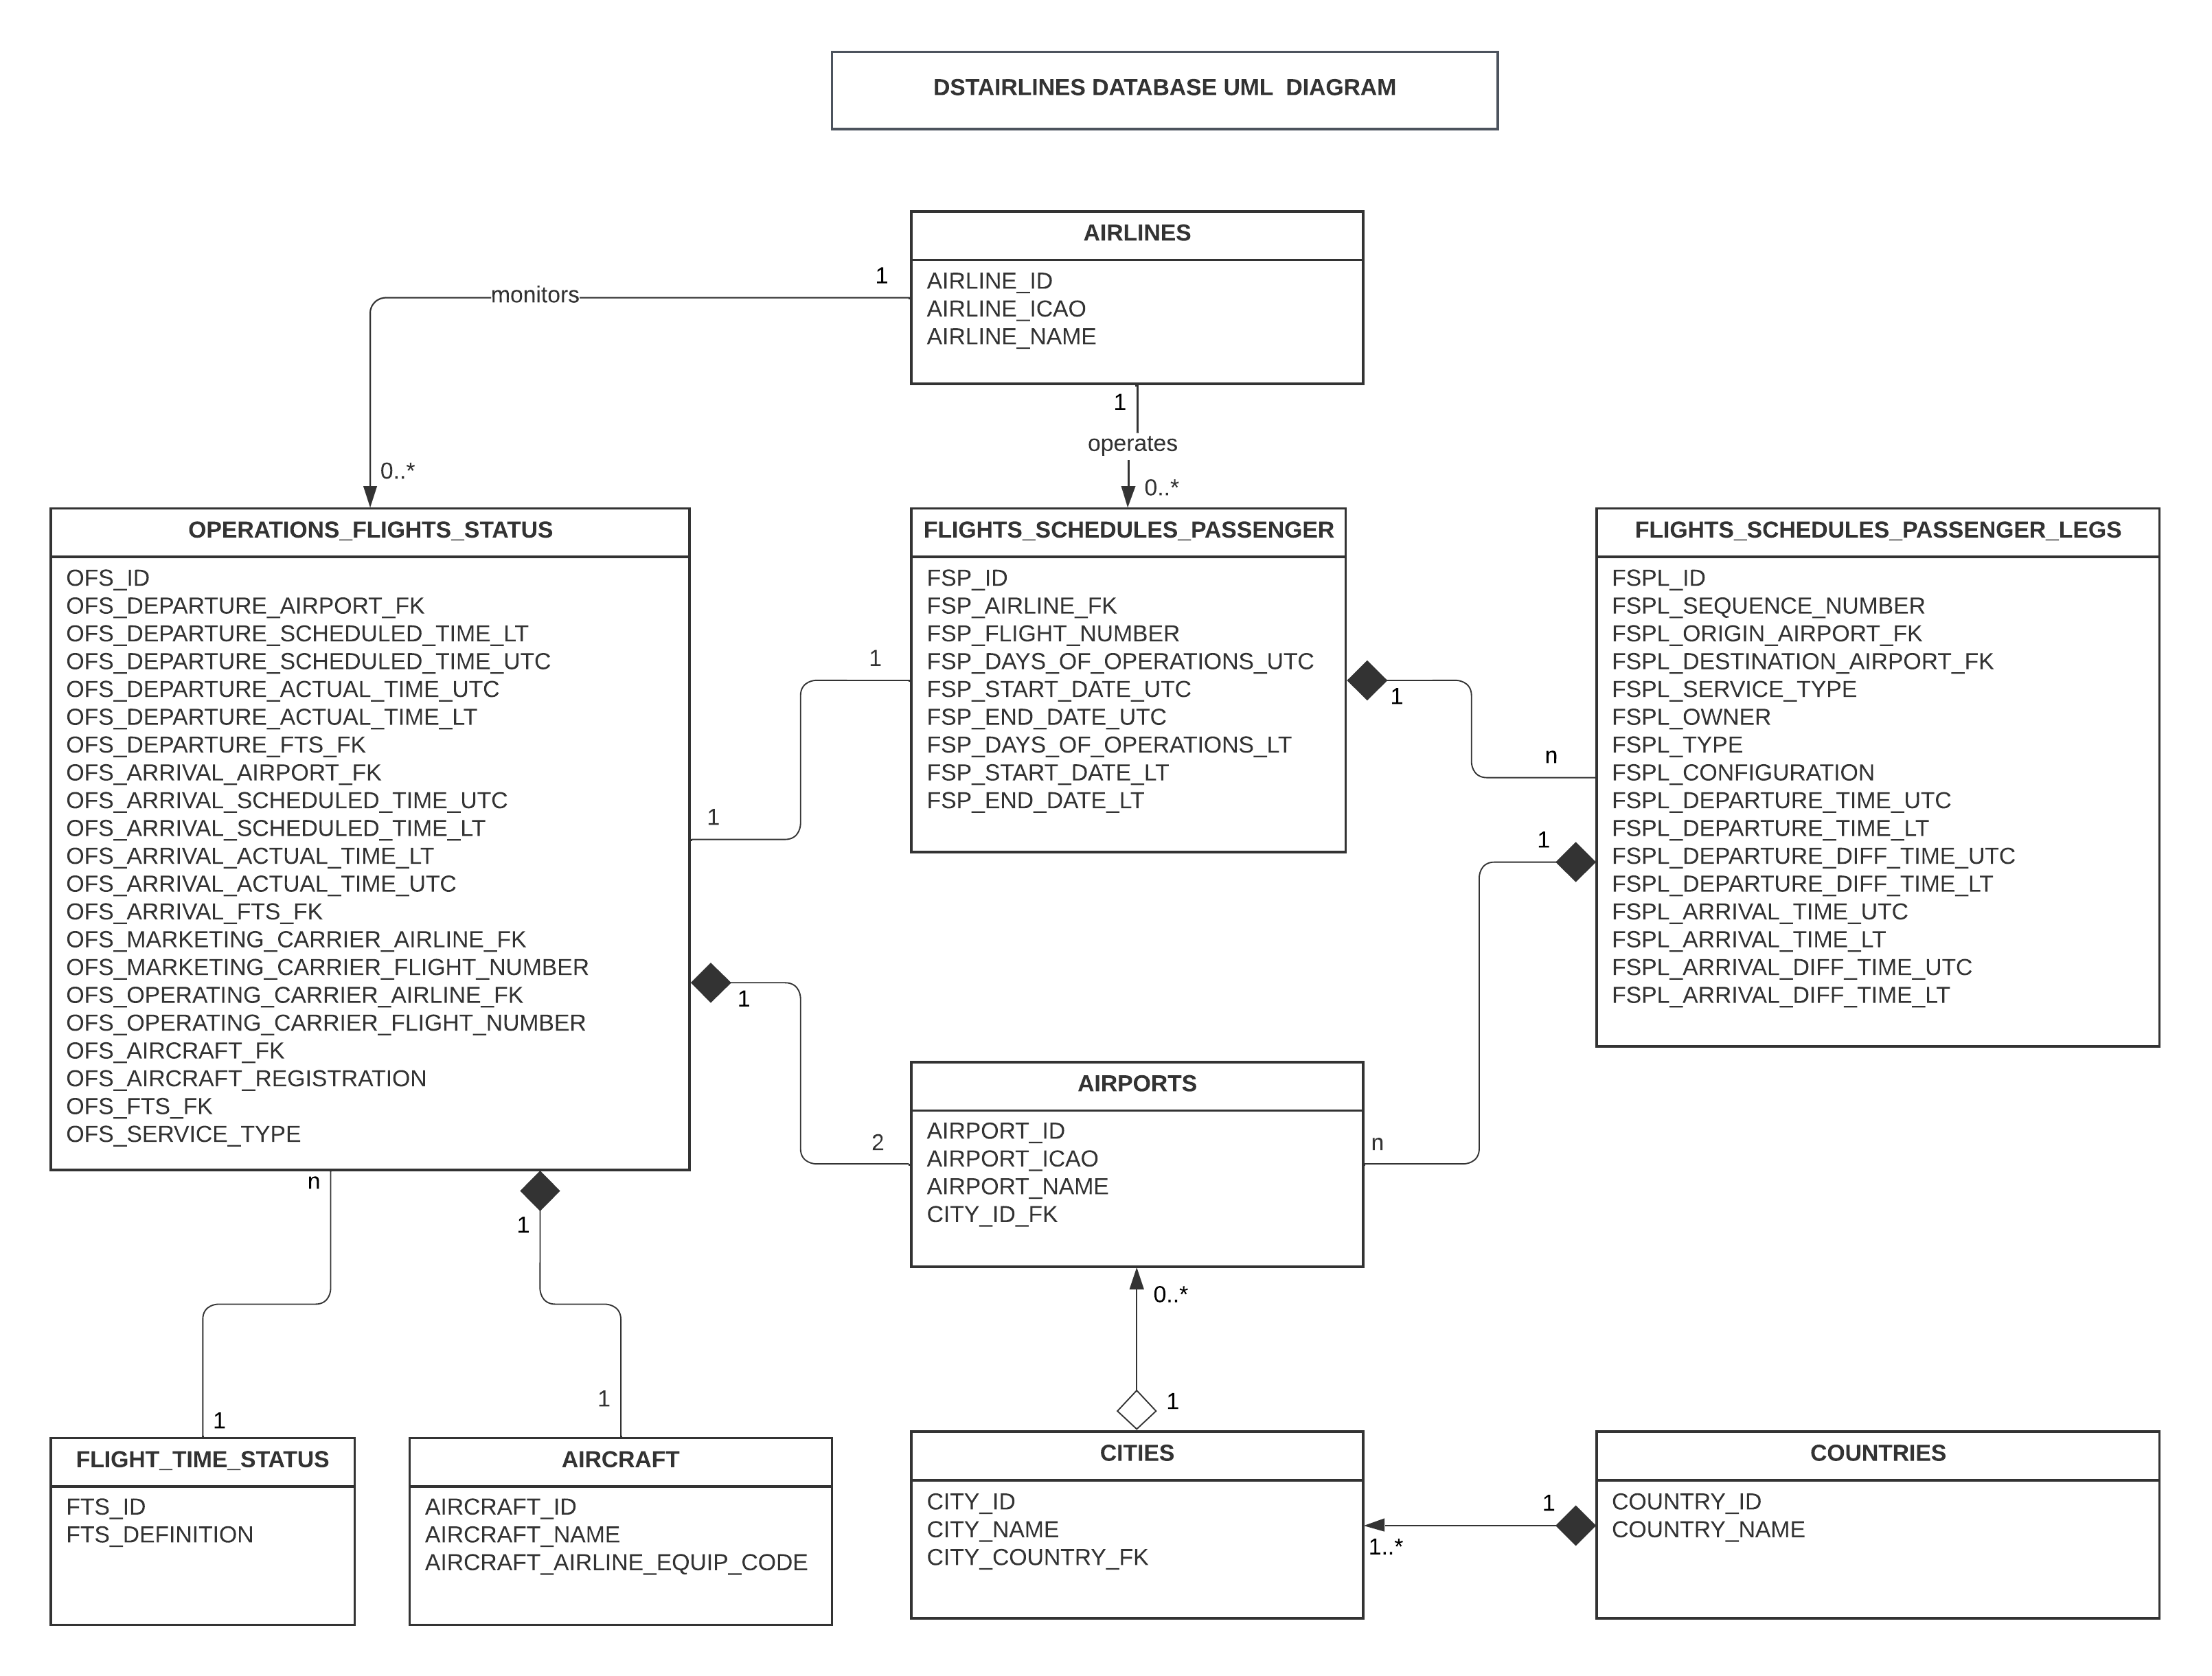 DSTAIRLINES DATABASE UML  DIAGRAM
AIRLINES
AIRLINE_ID
AIRLINE_ICAO
AIRLINE_NAME
1
monitors
0..*
1
operates
0..*
OPERATIONS_FLIGHTS_STATUS
OFS_ID
OFS_DEPARTURE_AIRPORT_FK
OFS_DEPARTURE_SCHEDULED_TIME_LT
OFS_DEPARTURE_SCHEDULED_TIME_UTC
OFS_DEPARTURE_ACTUAL_TIME_UTC
OFS_DEPARTURE_ACTUAL_TIME_LT
OFS_DEPARTURE_FTS_FK
OFS_ARRIVAL_AIRPORT_FK
OFS_ARRIVAL_SCHEDULED_TIME_UTC
OFS_ARRIVAL_SCHEDULED_TIME_LT
OFS_ARRIVAL_ACTUAL_TIME_LT
OFS_ARRIVAL_ACTUAL_TIME_UTC
OFS_ARRIVAL_FTS_FK
OFS_MARKETING_CARRIER_AIRLINE_FK
OFS_MARKETING_CARRIER_FLIGHT_NUMBER
OFS_OPERATING_CARRIER_AIRLINE_FK
OFS_OPERATING_CARRIER_FLIGHT_NUMBER
OFS_AIRCRAFT_FK
OFS_AIRCRAFT_REGISTRATION
OFS_FTS_FK
OFS_SERVICE_TYPE
1
1
FLIGHTS_SCHEDULES_PASSENGER
FSP_ID
FSP_AIRLINE_FK
FSP_FLIGHT_NUMBER
FSP_DAYS_OF_OPERATIONS_UTC
FSP_START_DATE_UTC
FSP_END_DATE_UTC
FSP_DAYS_OF_OPERATIONS_LT
FSP_START_DATE_LT
FSP_END_DATE_LT
1
n
FLIGHTS_SCHEDULES_PASSENGER_LEGS
FSPL_ID
FSPL_SEQUENCE_NUMBER
FSPL_ORIGIN_AIRPORT_FK
FSPL_DESTINATION_AIRPORT_FK
FSPL_SERVICE_TYPE
FSPL_OWNER
FSPL_TYPE
FSPL_CONFIGURATION
FSPL_DEPARTURE_TIME_UTC
FSPL_DEPARTURE_TIME_LT
FSPL_DEPARTURE_DIFF_TIME_UTC
FSPL_DEPARTURE_DIFF_TIME_LT
FSPL_ARRIVAL_TIME_UTC
FSPL_ARRIVAL_TIME_LT
FSPL_ARRIVAL_DIFF_TIME_UTC
FSPL_ARRIVAL_DIFF_TIME_LT
1
1
2
n
AIRPORTS
AIRPORT_ID
AIRPORT_ICAO
AIRPORT_NAME
CITY_ID_FK
n
1
1
1
0..*
1
FLIGHT_TIME_STATUS
FTS_ID
FTS_DEFINITION
AIRCRAFT
AIRCRAFT_ID
AIRCRAFT_NAME
AIRCRAFT_AIRLINE_EQUIP_CODE
CITIES
CITY_ID
CITY_NAME
CITY_COUNTRY_FK
1
1..*
COUNTRIES
COUNTRY_ID
COUNTRY_NAME